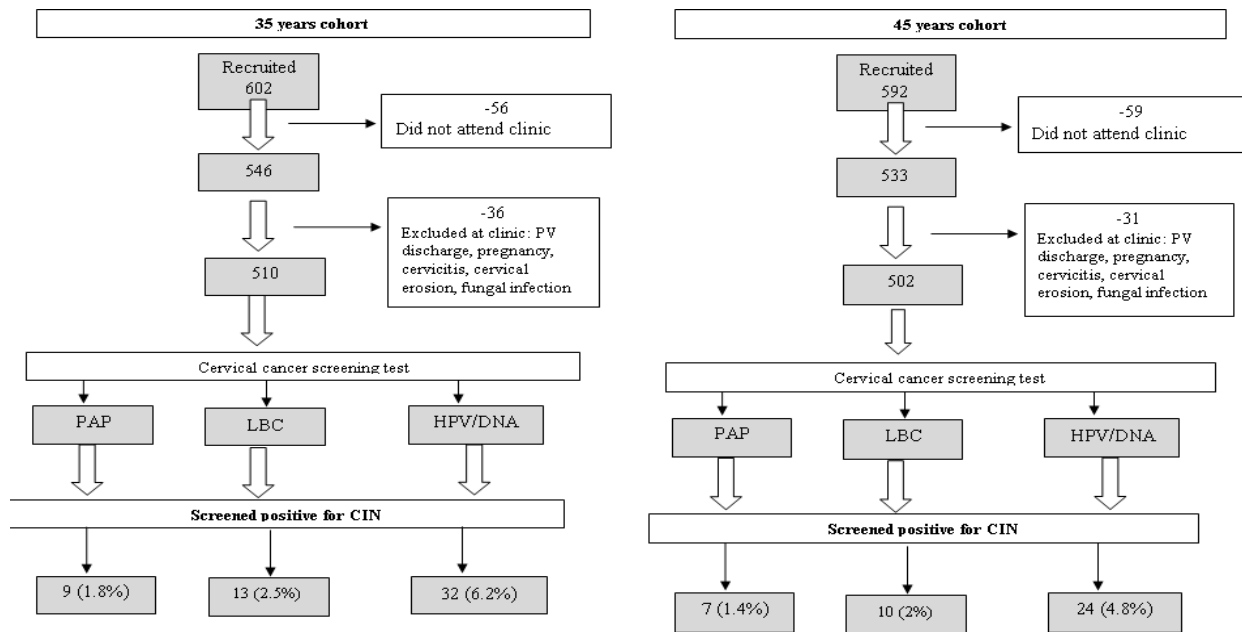 35 years cohort
Recruited
602
-56
Did not attend clinic
546
-36
Excluded at clinic: PV
discharge, pregnancy,
cervicitis, cervical
erosion, fungal infection
510
Cervical cancer screening test
PAP
LBC
HPV/DNA
Screened positive for CIN
9 (1.8%)
13 (2.5%)
32 (6.2%)
45 years cohort
Recruited
592
-59
Did not attend clinic
533
-31
Excluded at clinic: PV
discharge, pregnancy,
cervicitis, cervical
erosion, fungal infection
502
Cervical cancer screening test
PAP
LBC
HPV/DNA
Screened positive for CIN
7 (1.4%)
10 (2%)
24 (4.8%)